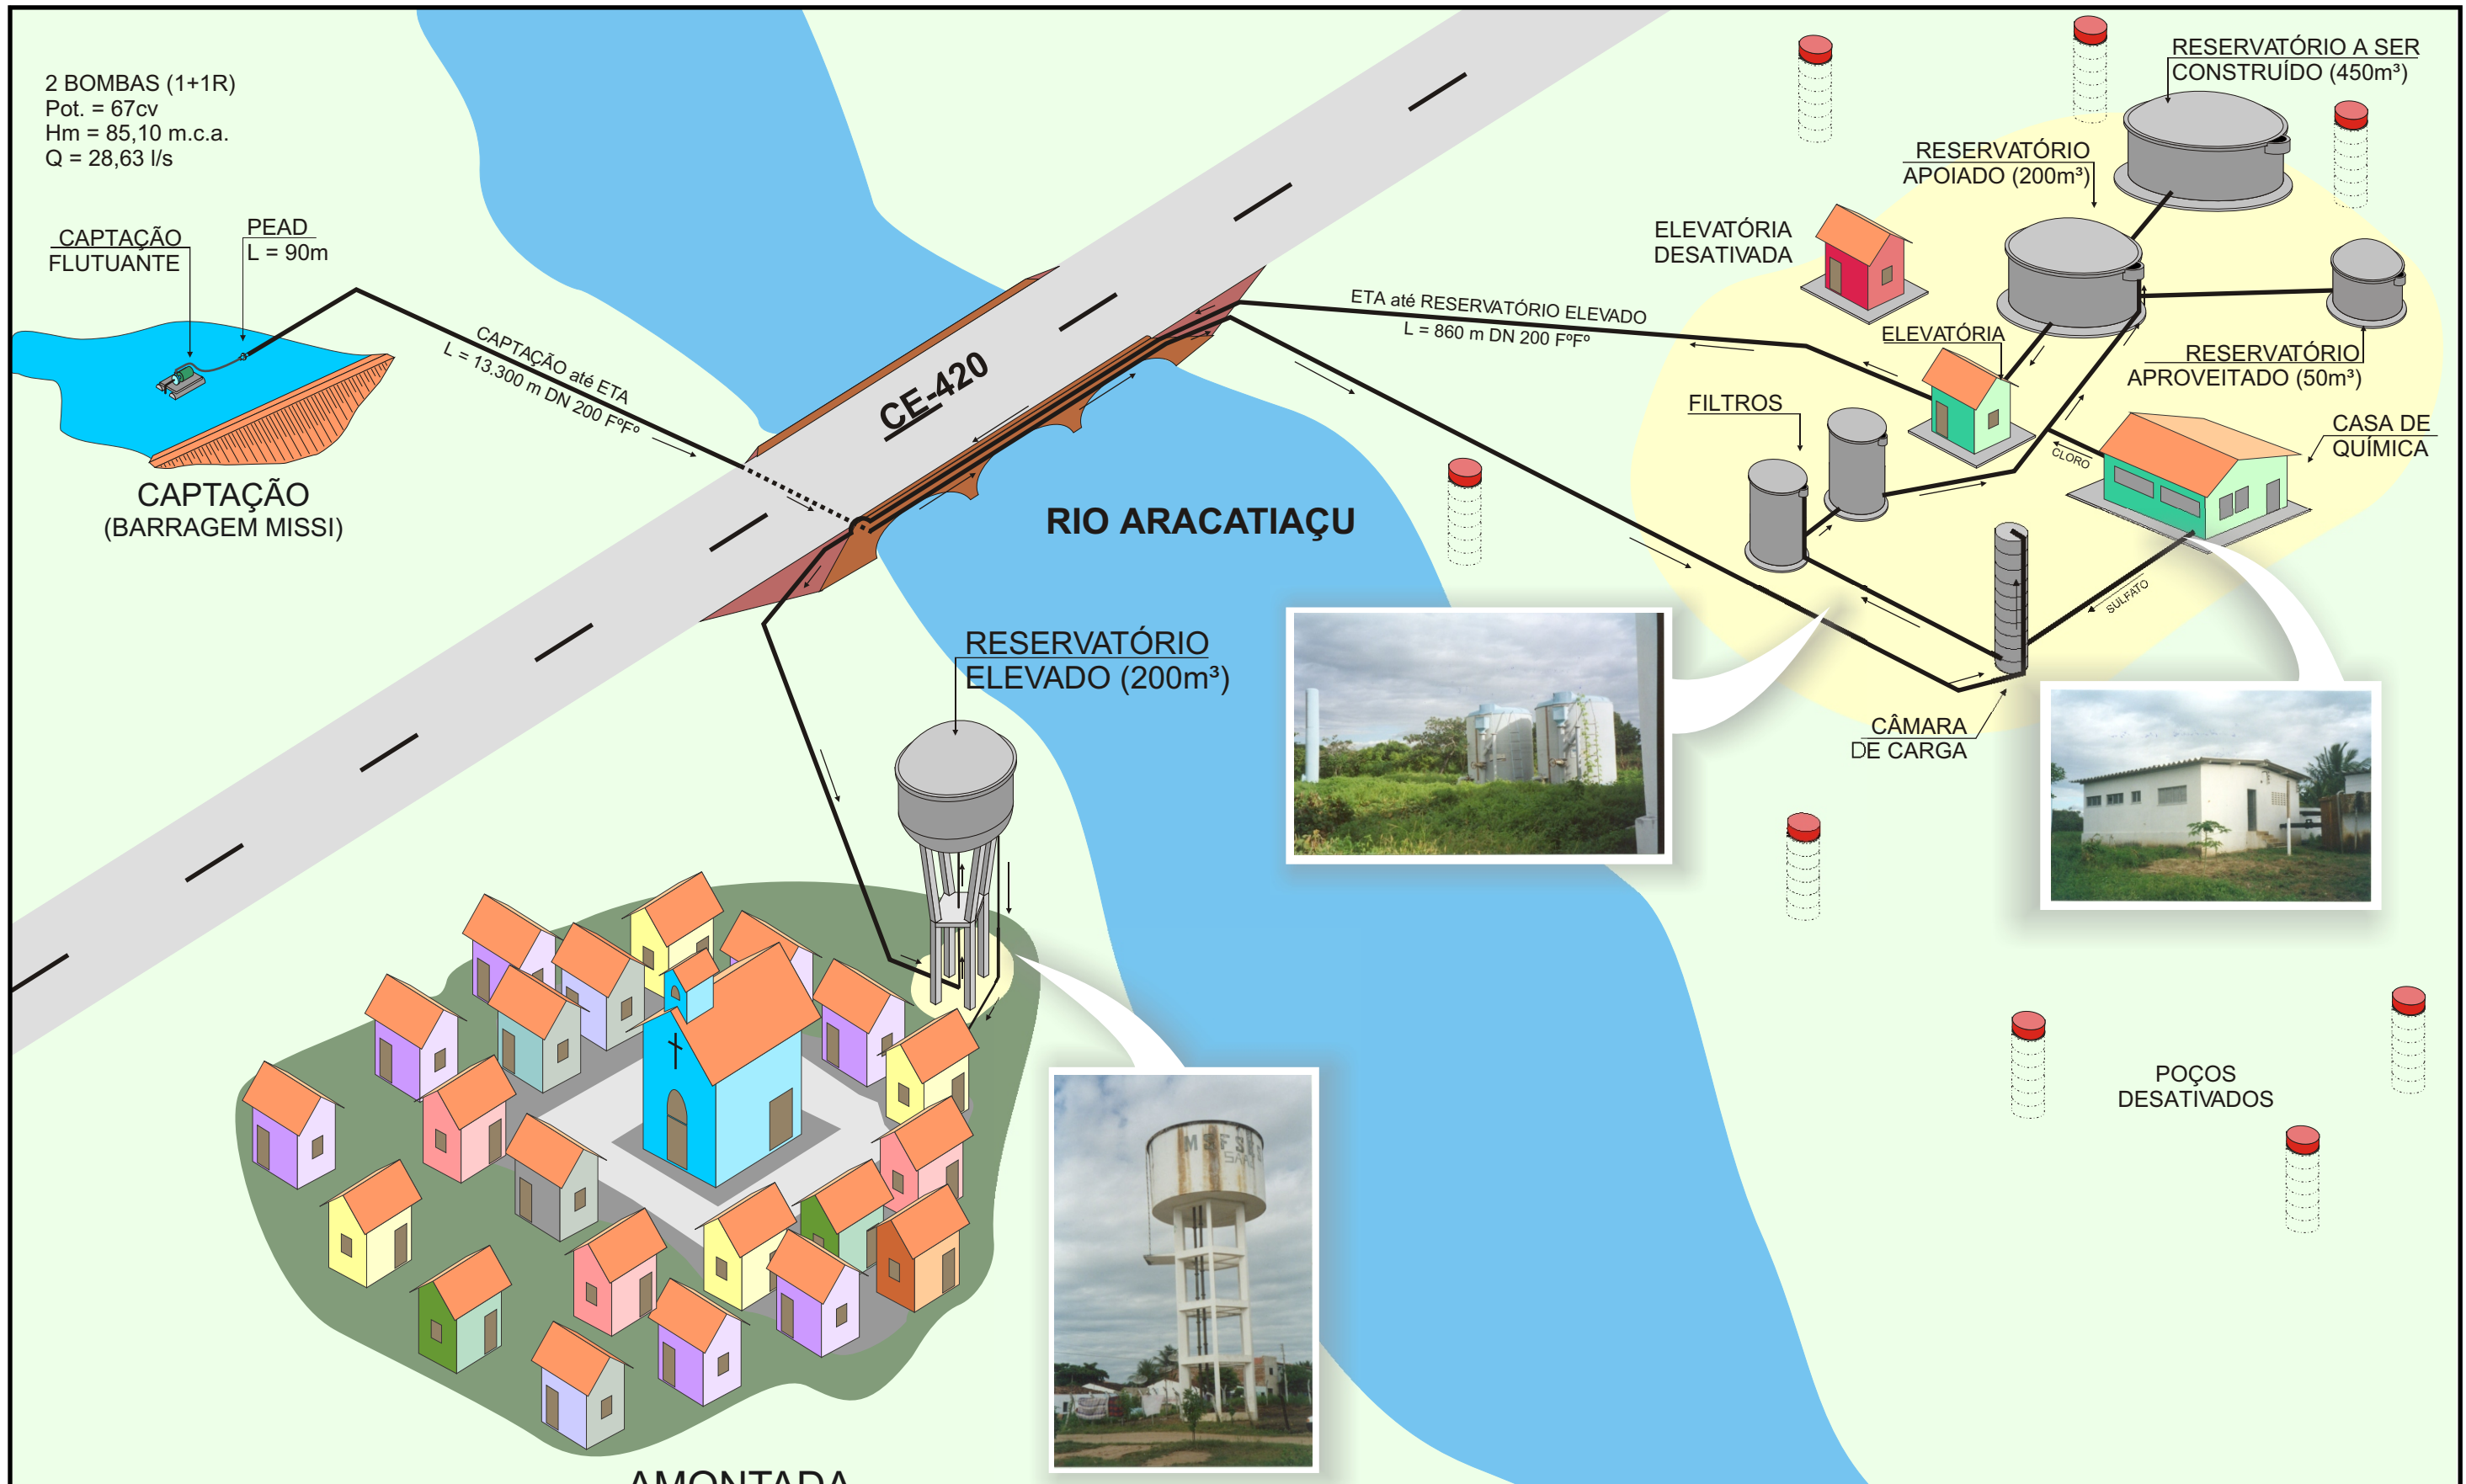 2 BOMBAS (1+1R)
Pot. = 67cv
Hm = 85,10 m.c.a.
Q = 28,63 l/s
CAPTAÇÃO
FLUTUANTE
PEAD
L = 90m
CAPTAÇÃO até ETA
L = 13.300 m DN 200 FºFº
CAPTAÇÃO
(BARRAGEM MISSI)
CE-420
RIO ARACATIAÇU
ETA até RESERVATÓRIO ELEVADO
L = 860 m DN 200 FºFº
RESERVATÓRIO A SER
CONSTRUÍDO (450m³)
RESERVATÓRIO
APOIADO (200m³)
ELEVATÓRIA
DESATIVADA
ELEVATÓRIA
RESERVATÓRIO
APROVEITADO (50m³)
FILTROS
CASA DE
QUÍMICA
CLORO
SULFATO
CÂMARA
DE CARGA
RESERVATÓRIO
ELEVADO (200m³)
POÇOS
DESATIVADOS
AMONTADA